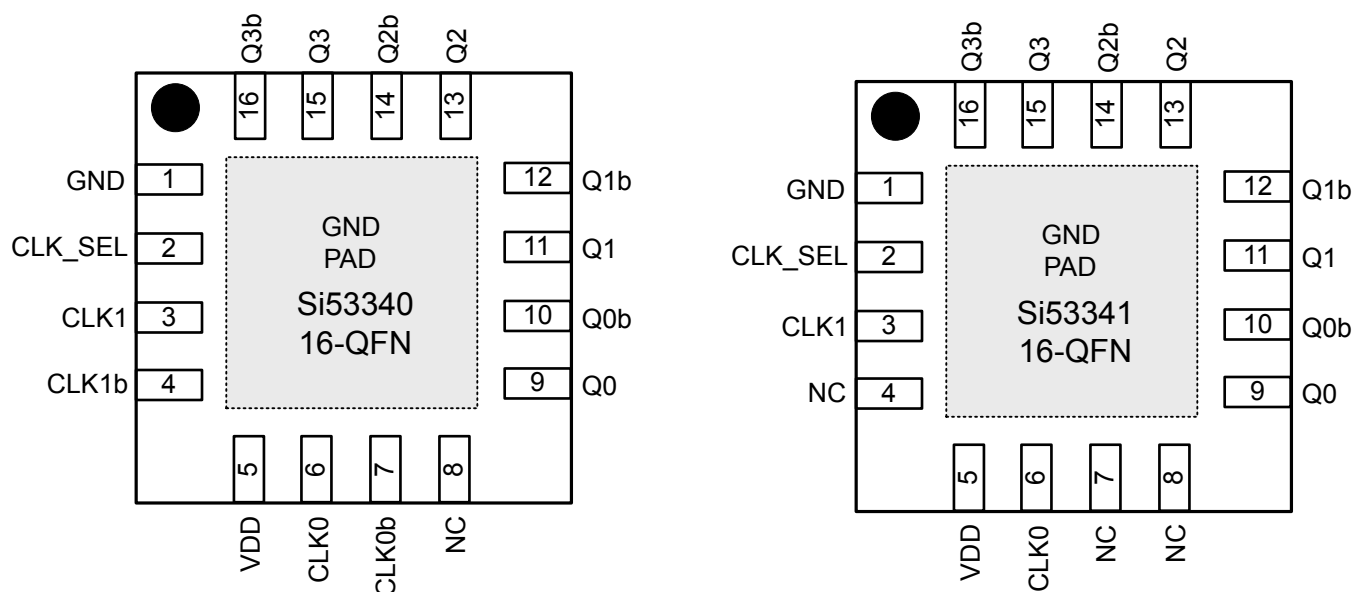 Q3b Q3 Q2b Q2
16 15 14 13
GND 1
CLK_SEL 2
CLK1 3
CLK1b 4
GND
PAD
Si53340
16-QFN
12 Q1b
11 Q1
10 Q0b
9 Q0
5 6 7 8
VDD CLK0 CLK0b NC
Q3b Q3 Q2b Q2
16 15 14 13
GND 1
CLK_SEL 2
CLK1 3
NC 4
GND
PAD
Si53341
16-QFN
12 Q1b
11 Q1
10 Q0b
9 Q0
5 6 7 8
VDD CLK0 NC NC